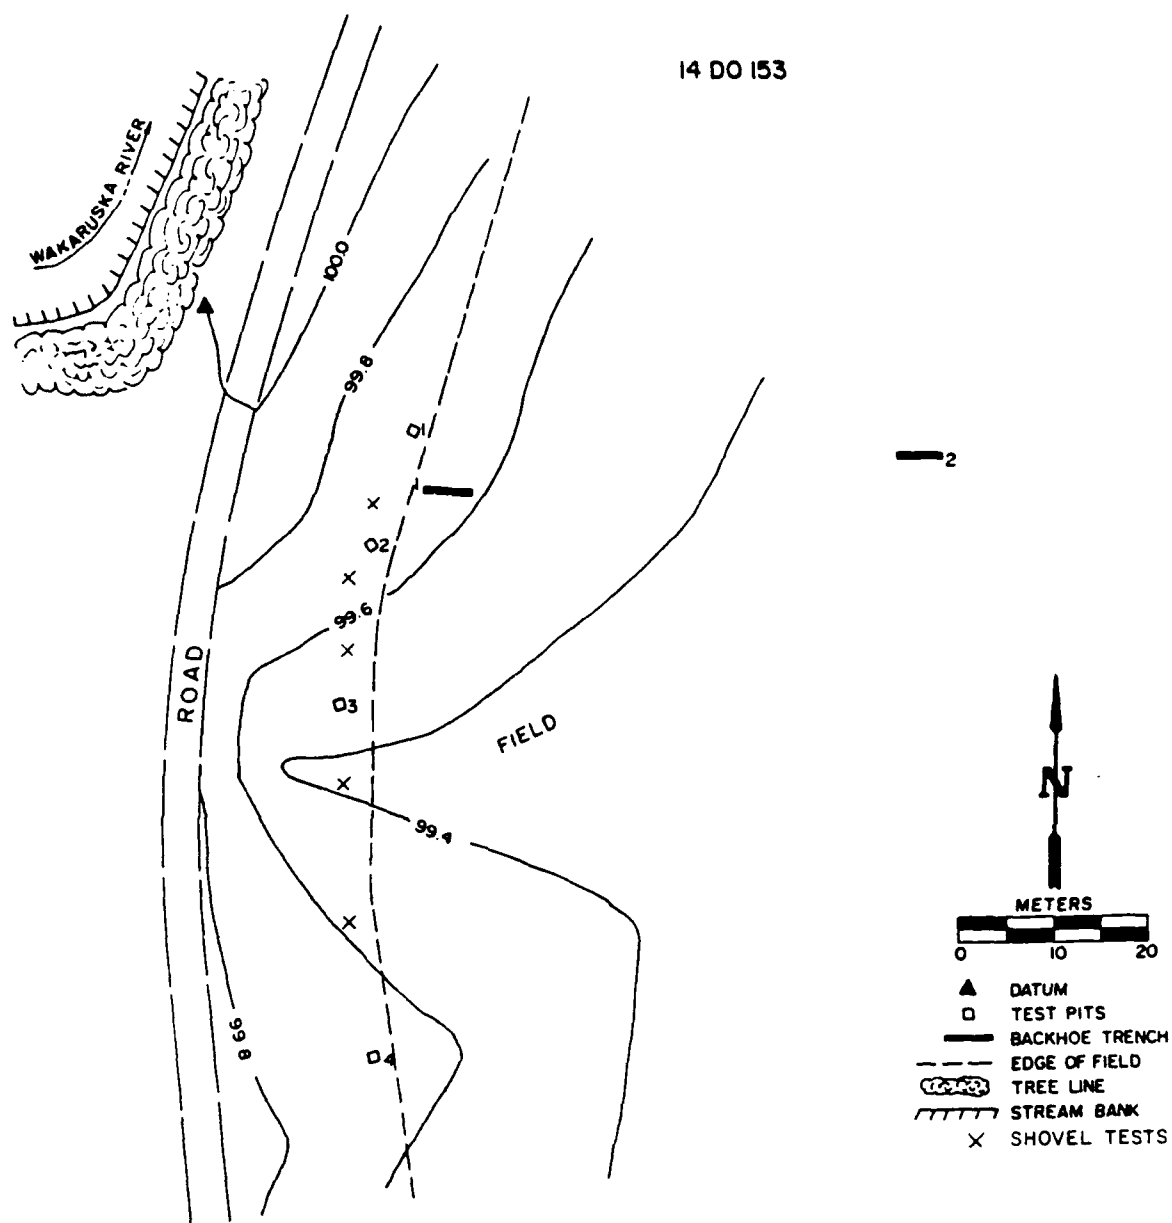 14 DO 153
WAKARUSKA RIVER
100.0
99.8
1
1
2
2
99.6
ROAD
3
FIELD
99.4
N
99.8
4
METERS
0 10 20
DATUM
TEST PITS
BACKHOE TRENCH
EDGE OF FIELD
TREE LINE
STREAM BANK
SHOVEL TESTS